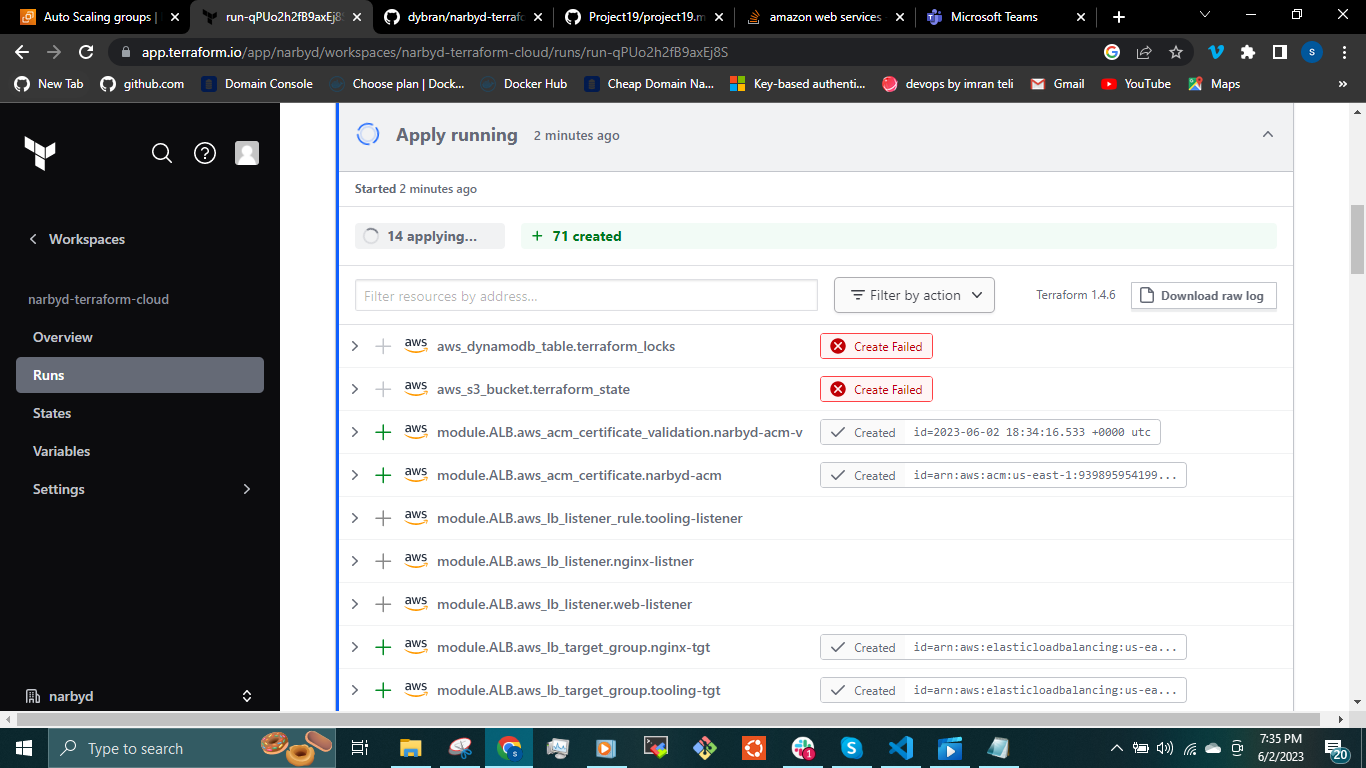 Auto Scaling groups |
run-qPUo2h2fB9axEj8S
dybran/narbyd-terraf
Project19/project19.m
amazon web services
Microsoft Teams
app.terraform.io/app/narbyd/workspaces/narbyd-terraform-cloud/runs/run-qPUo2h2fB9axEj8S
S
New Tab
github.com
Domain Console
Choose plan | Dock...
Docker Hub
Cheap Domain Na...
Key-based authenti...
devops by imran teli
Gmail
YouTube
Maps
»
Workspaces
narbyd-terraform-cloud
Overview
Runs
States
Variables
Settings
narbyd
Apply running 2 minutes ago
Started 2 minutes ago
14 applying...
+ 71 created
Filter resources by address...
Filter by action
Terraform 1.4.6
Download raw log
aws aws_dynamodb_table.terraform_locks Create Failed
aws aws_s3_bucket.terraform_state Create Failed
aws module.ALB.aws_acm_certificate_validation.narbyd-acm-v Created id=2023-06-02 18:34:16.533 +0000 utc
aws module.ALB.aws_acm_certificate.narbyd-acm Created id=arn:aws:acm:us-east-1:939895954199...
aws module.ALB.aws_lb_listener_rule.tooling-listener
aws module.ALB.aws_lb_listener.nginx-listner
aws module.ALB.aws_lb_listener.web-listener
aws module.ALB.aws_lb_target_group.nginx-tgt Created id=arn:aws:elasticloadbalancing:us-ea...
aws module.ALB.aws_lb_target_group.tooling-tgt Created id=arn:aws:elasticloadbalancing:us-ea...
Type to search
1
7:35 PM
6/2/2023
20